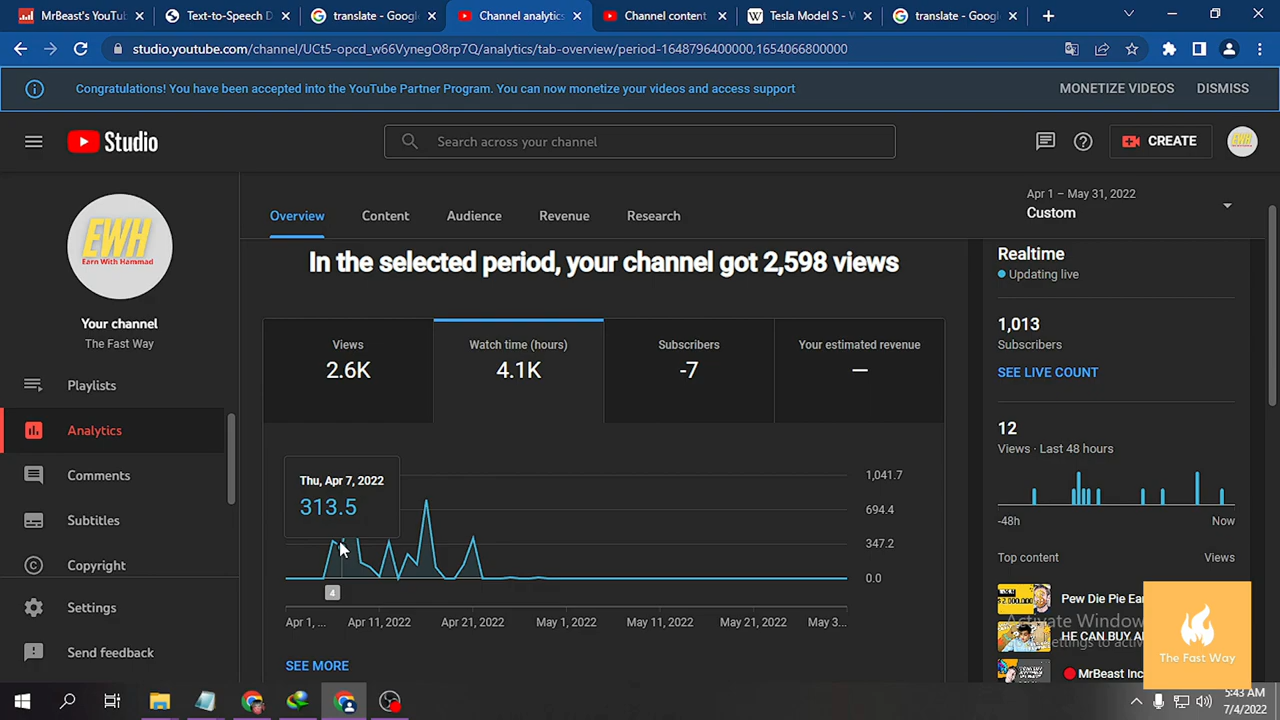 MrBeast's YouTu
Text-to-Speech D
translate - Google
Channel analytics
Channel content
Tesla Model S - W
translate - Google
studio.youtube.com/channel/UCt5-opcd_w66VynegO8rp7Q/analytics/tab-overview/period-1648796400000,1654066800000
Congratulations! You have been accepted into the YouTube Partner Program. You can now monetize your videos and access support
MONETIZE VIDEOS
DISMISS
Studio
Search across your channel
CREATE
EWH
EWH
Earn With Hammad
Your channel
The Fast Way
Playlists
Analytics
Comments
Subtitles
Copyright
Settings
Send feedback
Overview
Content
Audience
Revenue
Research
Apr 1 – May 31, 2022
Custom
In the selected period, your channel got 2,598 views
Views
2.6K
Watch time (hours)
4.1K
Subscribers
-7
Your estimated revenue
—
Thu, Apr 7, 2022
313.5
1,041.7
694.4
347.2
0.0
4
Apr 1, ...
Apr 11, 2022
Apr 21, 2022
May 1, 2022
May 11, 2022
May 21, 2022
May 3...
SEE MORE
Realtime
Updating live
1,013
Subscribers
SEE LIVE COUNT
12
Views · Last 48 hours
-48h
Now
Top content
Views
Pew Die Pie Ear
HE CAN BUY A
MrBeast Inc
Activate Window
The Fast Way
5:43 AM
7/4/2022